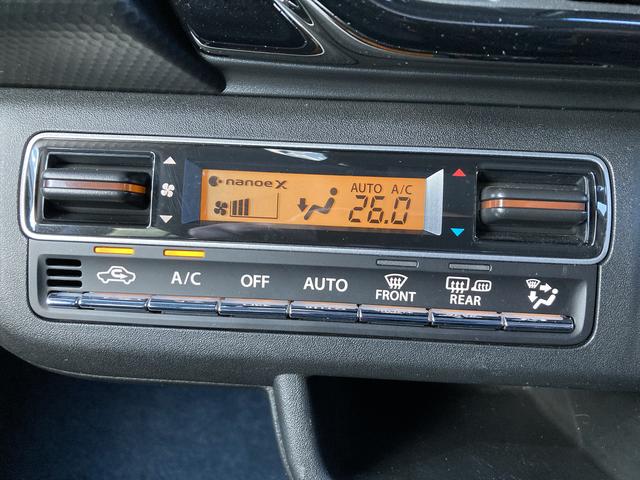 nanoe X
AUTO A/C
26.0
A/C OFF AUTO FRONT REAR